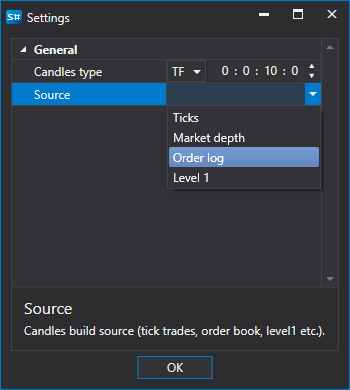 S# Settings
General
Candles type TF 0 : 0 : 10 : 0
Source
Ticks
Market depth
Order log
Level 1
Source
Candles build source (tick trades, order book, level1 etc.).
OK